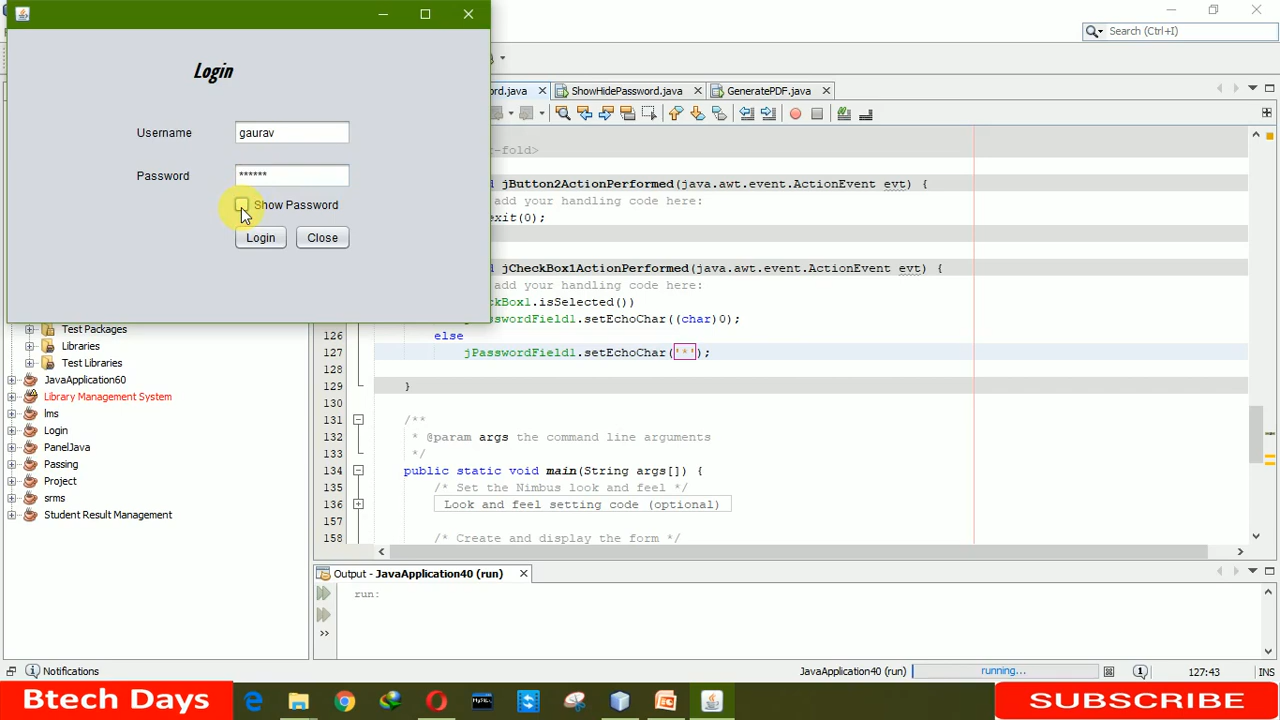 Search (Ctrl+I)
Login
Username
gaurav
Password
******
Show Password
Login
Close
rd.java
ShowHidePassword.java
GeneratePDF.java
r-fold>
d jButton2ActionPerformed(java.awt.event.ActionEvent evt) {
add your handling code here:
exit(0);
d jCheckBox1ActionPerformed(java.awt.event.ActionEvent evt) {
add your handling code here:
ckBox1.isSelected())
sswordField1.setEchoChar((char)0);
126 else
127 jPasswordField1.setEchoChar('*');
128
129 }
130
131 /**
132 * @param args the command line arguments
133 */
134 public static void main(String args[]) {
135 /* Set the Nimbus look and feel */
136 Look and feel setting code (optional)
157
158 /* Create and display the form */
Test Packages
Libraries
Test Libraries
JavaApplication60
Library Management System
lms
Login
PanelJava
Passing
Project
srms
Student Result Management
Output - JavaApplication40 (run)
run:
Notifications
JavaApplication40 (run)
running...
127:43
INS
Btech Days
SUBSCRIBE